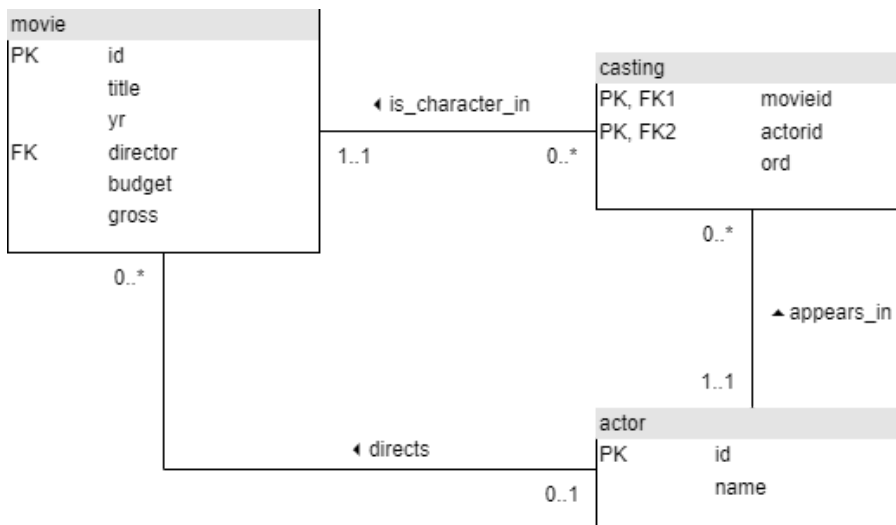 movie
PK id
title
yr
FK director
budget
gross
◂ is_character_in
1..1 0..*
casting
PK, FK1 movieid
PK, FK2 actorid
ord
0..*
0..*
▴ appears_in
1..1
◂ directs
0..1
actor
PK id
name